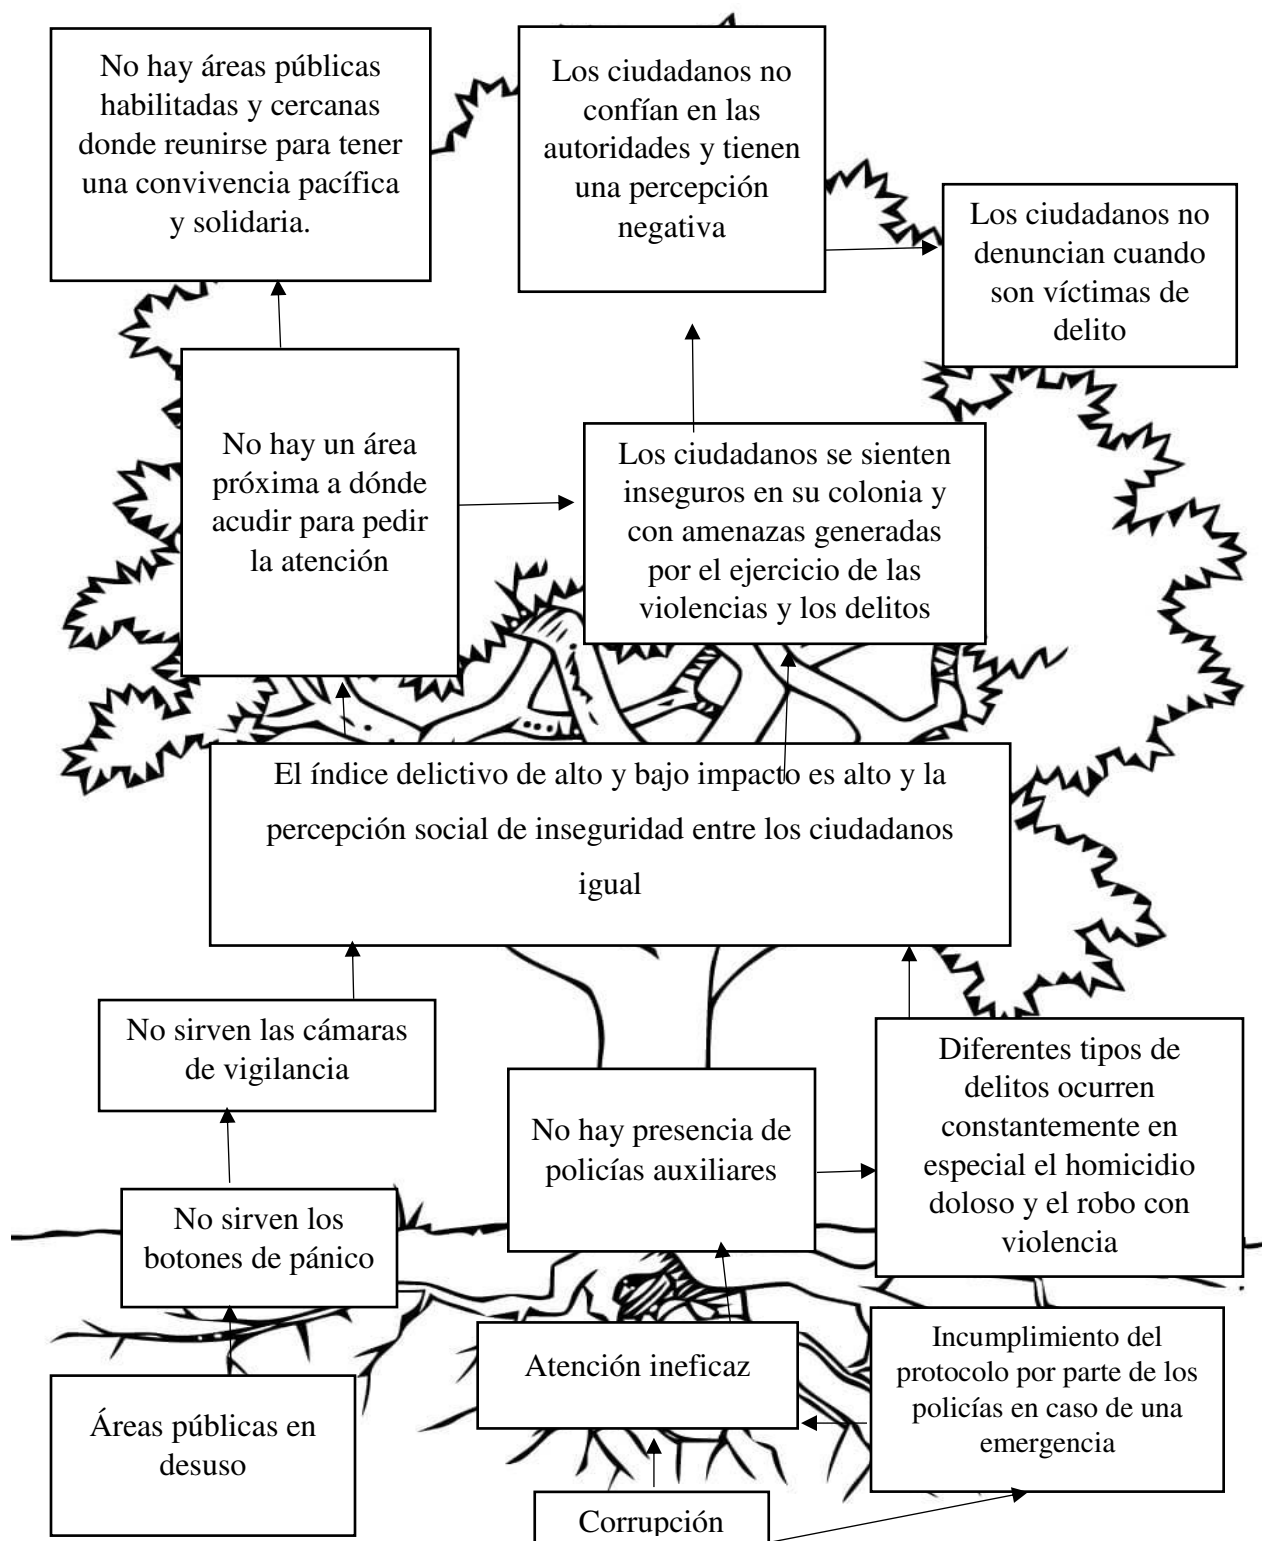 No hay áreas públicas
habilitadas y cercanas
donde reunirse para tener
una convivencia pacífica
y solidaria.
Los ciudadanos no
confían en las
autoridades y tienen
una percepción
negativa
Los ciudadanos no
denuncian cuando
son víctimas de
delito
No hay un área
próxima a dónde
acudir para pedir
la atención
Los ciudadanos se sienten
inseguros en su colonia y
con amenazas generadas
por el ejercicio de las
violencias y los delitos
El índice delictivo de alto y bajo impacto es alto y la
percepción social de inseguridad entre los ciudadanos
igual
No sirven las cámaras
de vigilancia
No hay presencia de
policías auxiliares
Diferentes tipos de
delitos ocurren
constantemente en
especial el homicidio
doloso y el robo con
violencia
No sirven los
botones de pánico
Atención ineficaz
Incumplimiento del
protocolo por parte de los
policías en caso de una
emergencia
Áreas públicas en
desuso
Corrupción